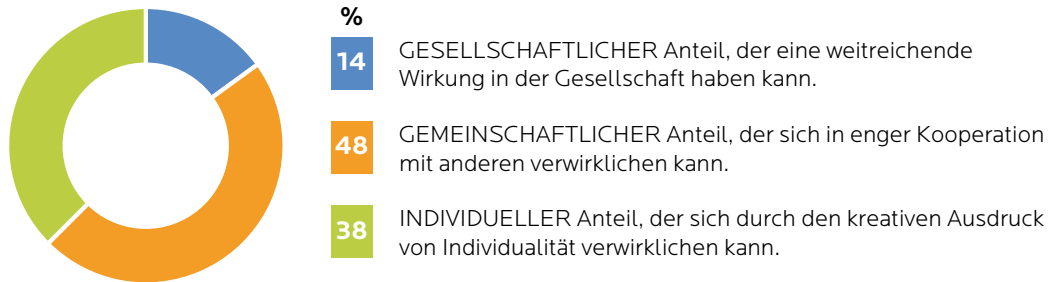 %
14
GESELLSCHAFTLICHER Anteil, der eine weitreichende
Wirkung in der Gesellschaft haben kann.
48
GEMEINSCHAFTLICHER Anteil, der sich in enger Kooperation
mit anderen verwirklichen kann.
38
INDIVIDUELLER Anteil, der sich durch den kreativen Ausdruck
von Individualität verwirklichen kann.